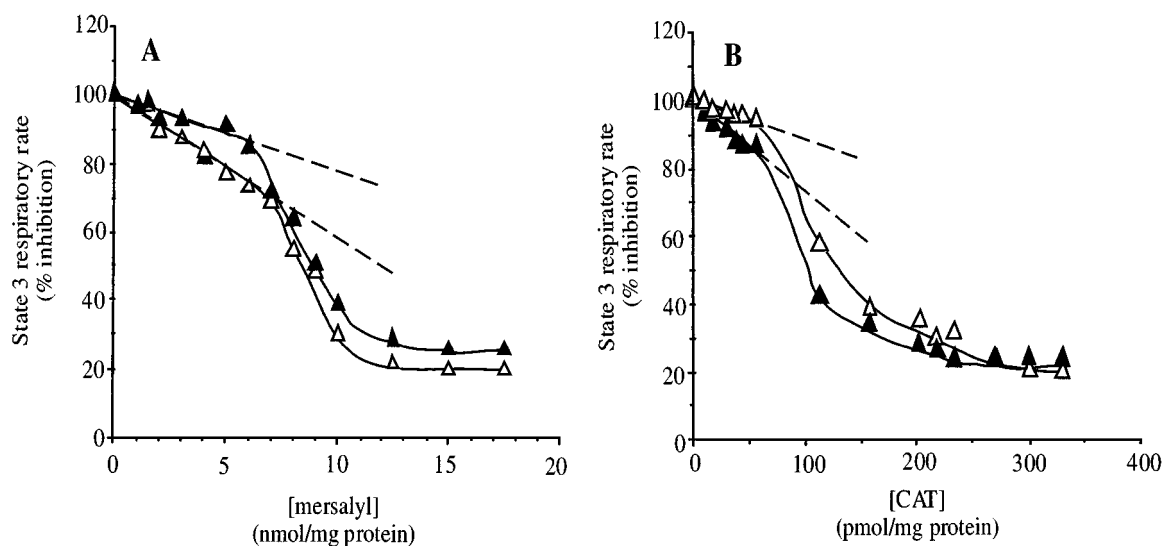 A
120
100
80
60
40
20
0
State 3 respiratory rate
(% inhibition)
0 5 10 15 20
[mersalyl]
(nmol/mg protein)
B
120
100
80
60
40
20
0
State 3 respiratory rate
(% inhibition)
0 100 200 300 400
[CAT]
(pmol/mg protein)